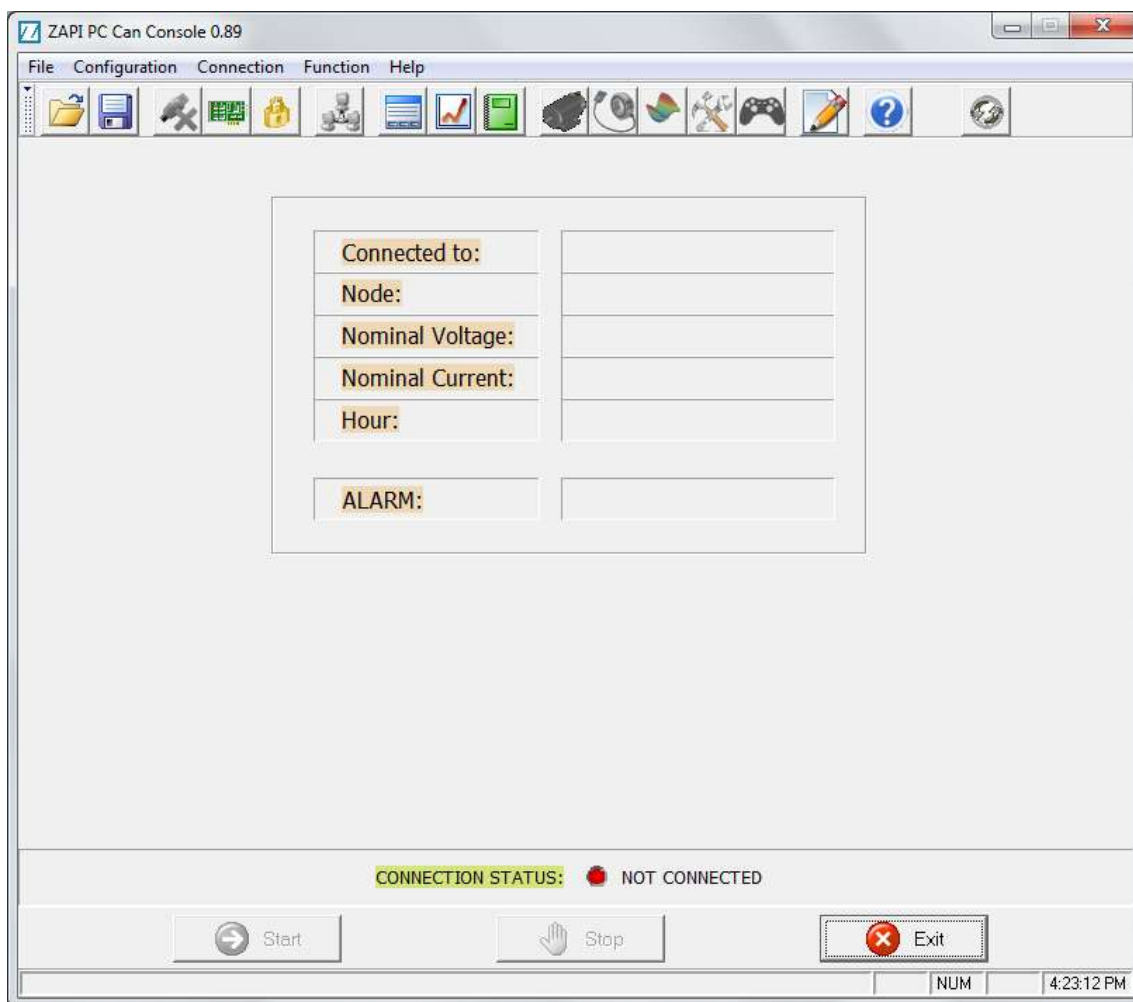 ZAPI PC Can Console 0.89
File Configuration Connection Function Help
Connected to:
Node:
Nominal Voltage:
Nominal Current:
Hour:
ALARM:
CONNECTION STATUS: NOT CONNECTED
Start Stop Exit
NUM 4:23:12 PM